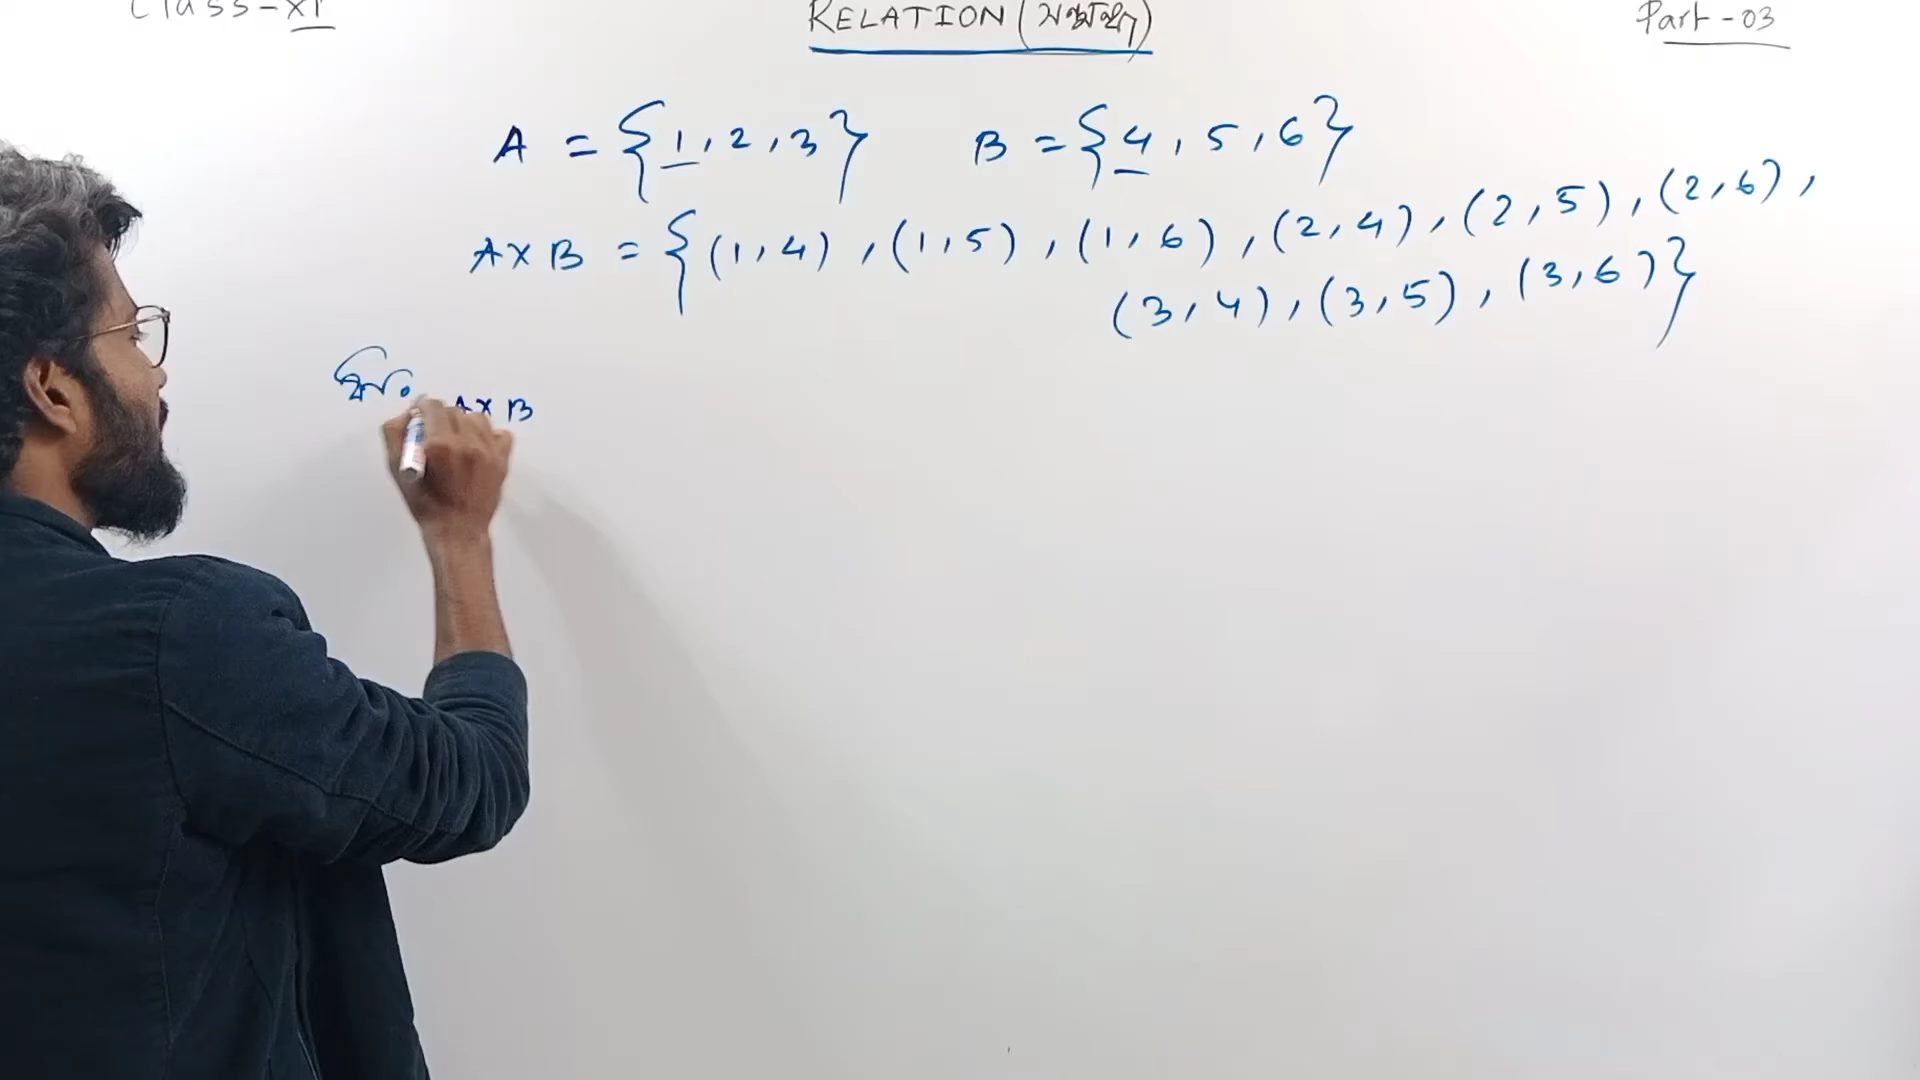 Class-XI
RELATION (সম্বন্ধ)
Part-03
A = {1, 2, 3} B = {4, 5, 6}
A×B = {(1, 4), (1, 5), (1, 6), (2, 4), (2, 5), (2, 6),
(3, 4), (3, 5), (3, 6)}
A×B